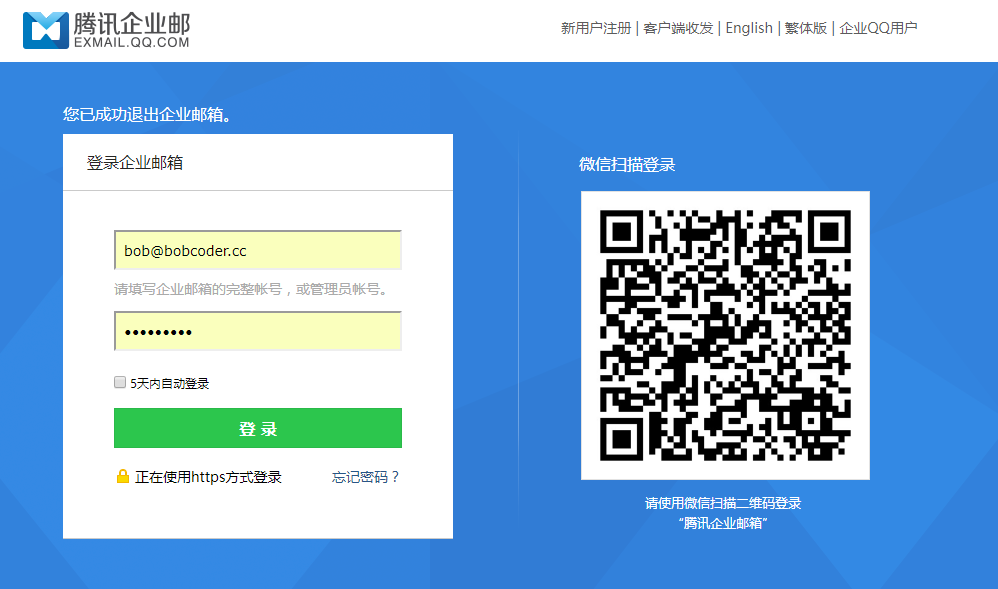 腾讯企业邮
EXMAIL.QQ.COM
新用户注册 | 客户端收发 | English | 繁体版 | 企业QQ用户
您已成功退出企业邮箱。
登录企业邮箱
bob@bobcoder.cc
请填写企业邮箱的完整帐号，或管理员帐号。
•••••••••
5天内自动登录
登 录
正在使用https方式登录
忘记密码？
微信扫描登录
请使用微信扫描二维码登录
“腾讯企业邮箱”